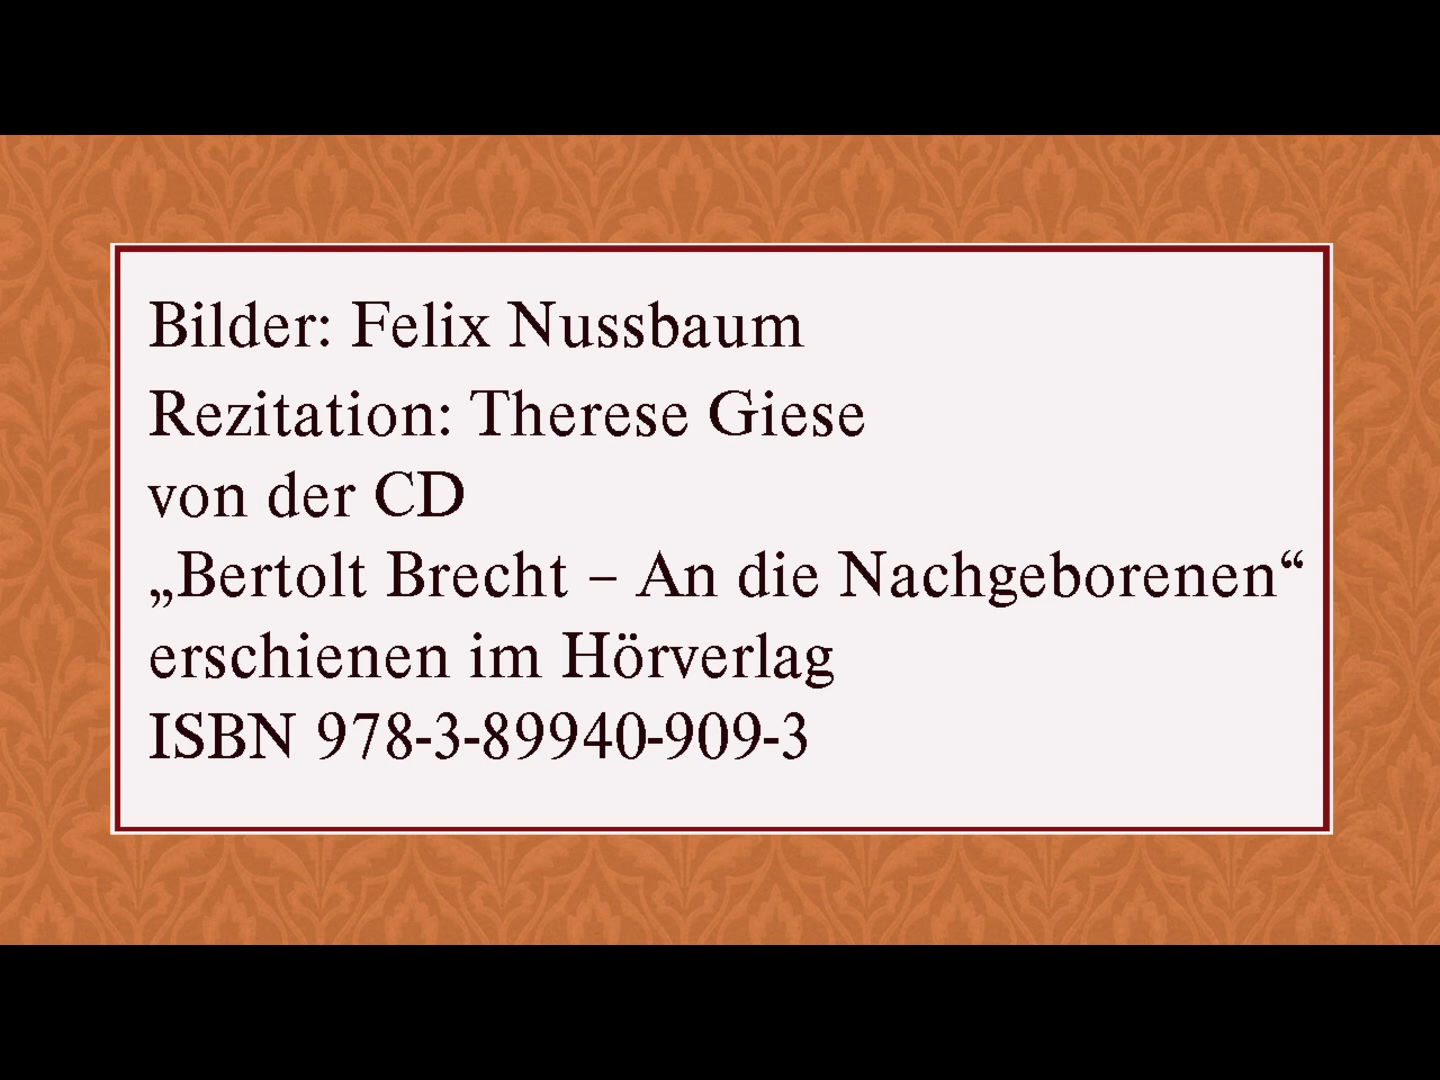 Bilder: Felix Nussbaum
Rezitation: Therese Giese
von der CD
„Bertolt Brecht – An die Nachgeborenen“
erschienen im Hörverlag
ISBN 978-3-89940-909-3